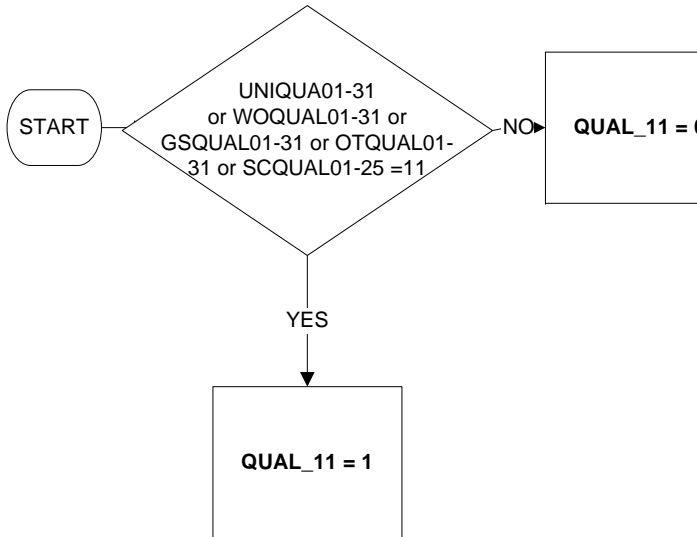 START
UNIQUA01-31
or WOQUAL01-31 or
GSQUAL01-31 or OTQUAL01-
31 or SCQUAL01-25 =11
NO
QUAL_11 = 0
YES
QUAL_11 = 1